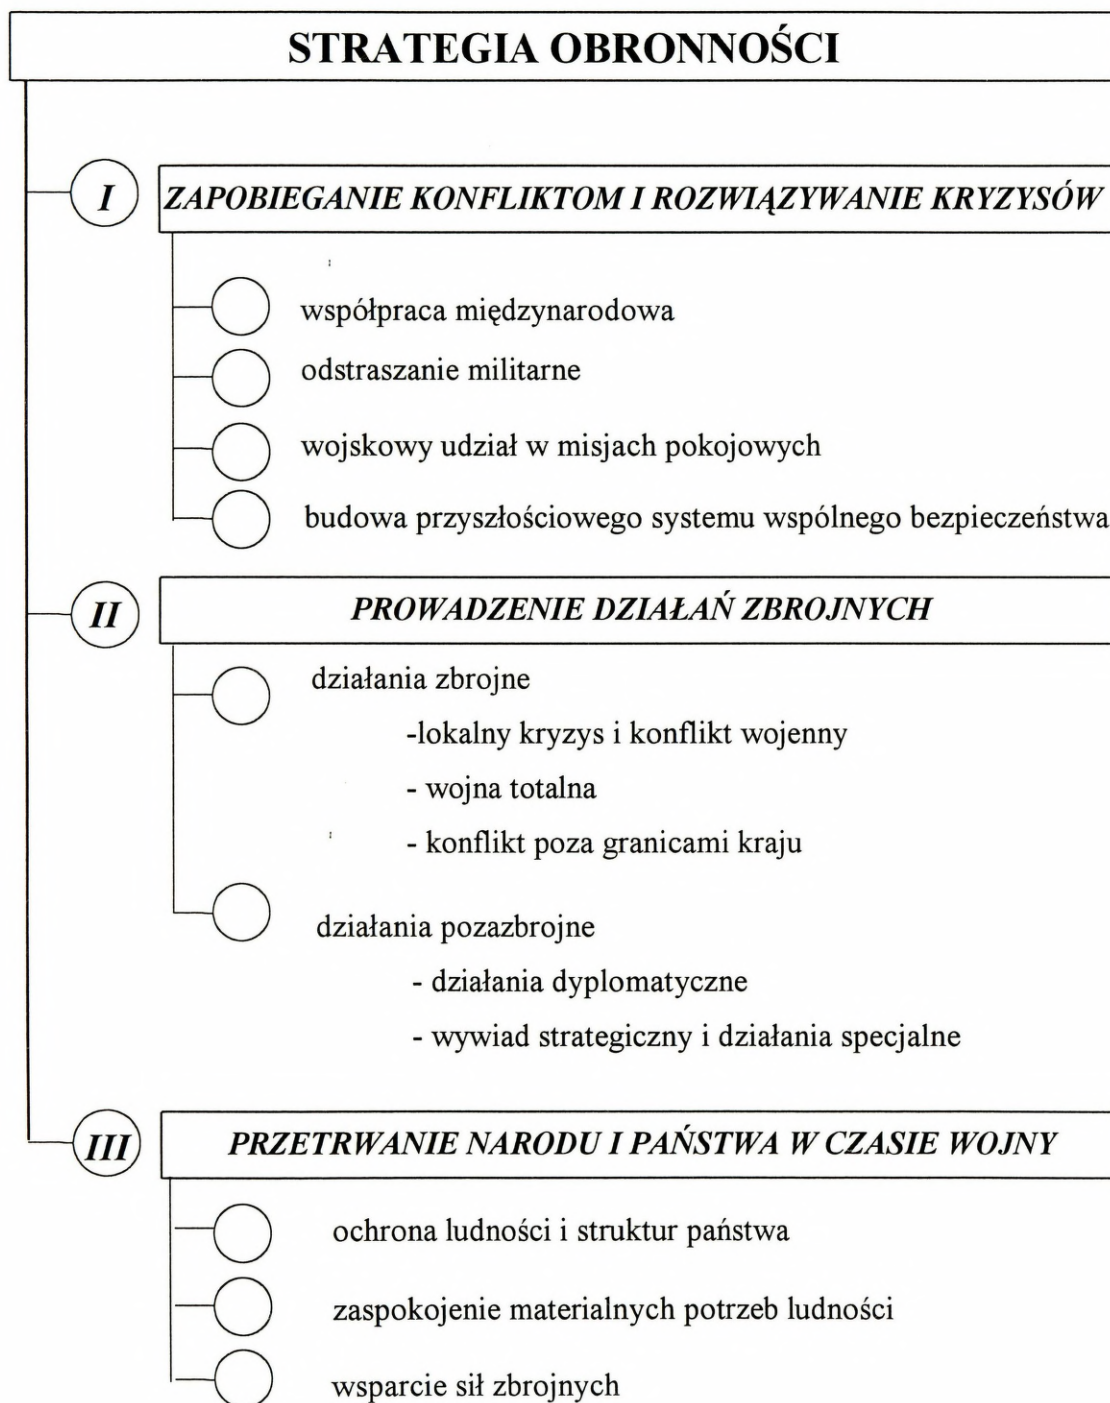 STRATEGIA OBRONNOŚCI
I
ZAPOBIEGANIE KONFLIKTOM I ROZWIĄZYWANIE KRYZYSÓW
współpraca międzynarodowa
odstraszanie militarne
wojskowy udział w misjach pokojowych
budowa przyszłościowego systemu wspólnego bezpieczeństwa
II
PROWADZENIE DZIAŁAŃ ZBROJNYCH
działania zbrojne
-lokalny kryzys i konflikt wojenny
- wojna totalna
- konflikt poza granicami kraju
działania pozazbrojne
- działania dyplomatyczne
- wywiad strategiczny i działania specjalne
III
PRZETRWANIE NARODU I PAŃSTWA W CZASIE WOJNY
ochrona ludności i struktur państwa
zaspokojenie materialnych potrzeb ludności
wsparcie sił zbrojnych